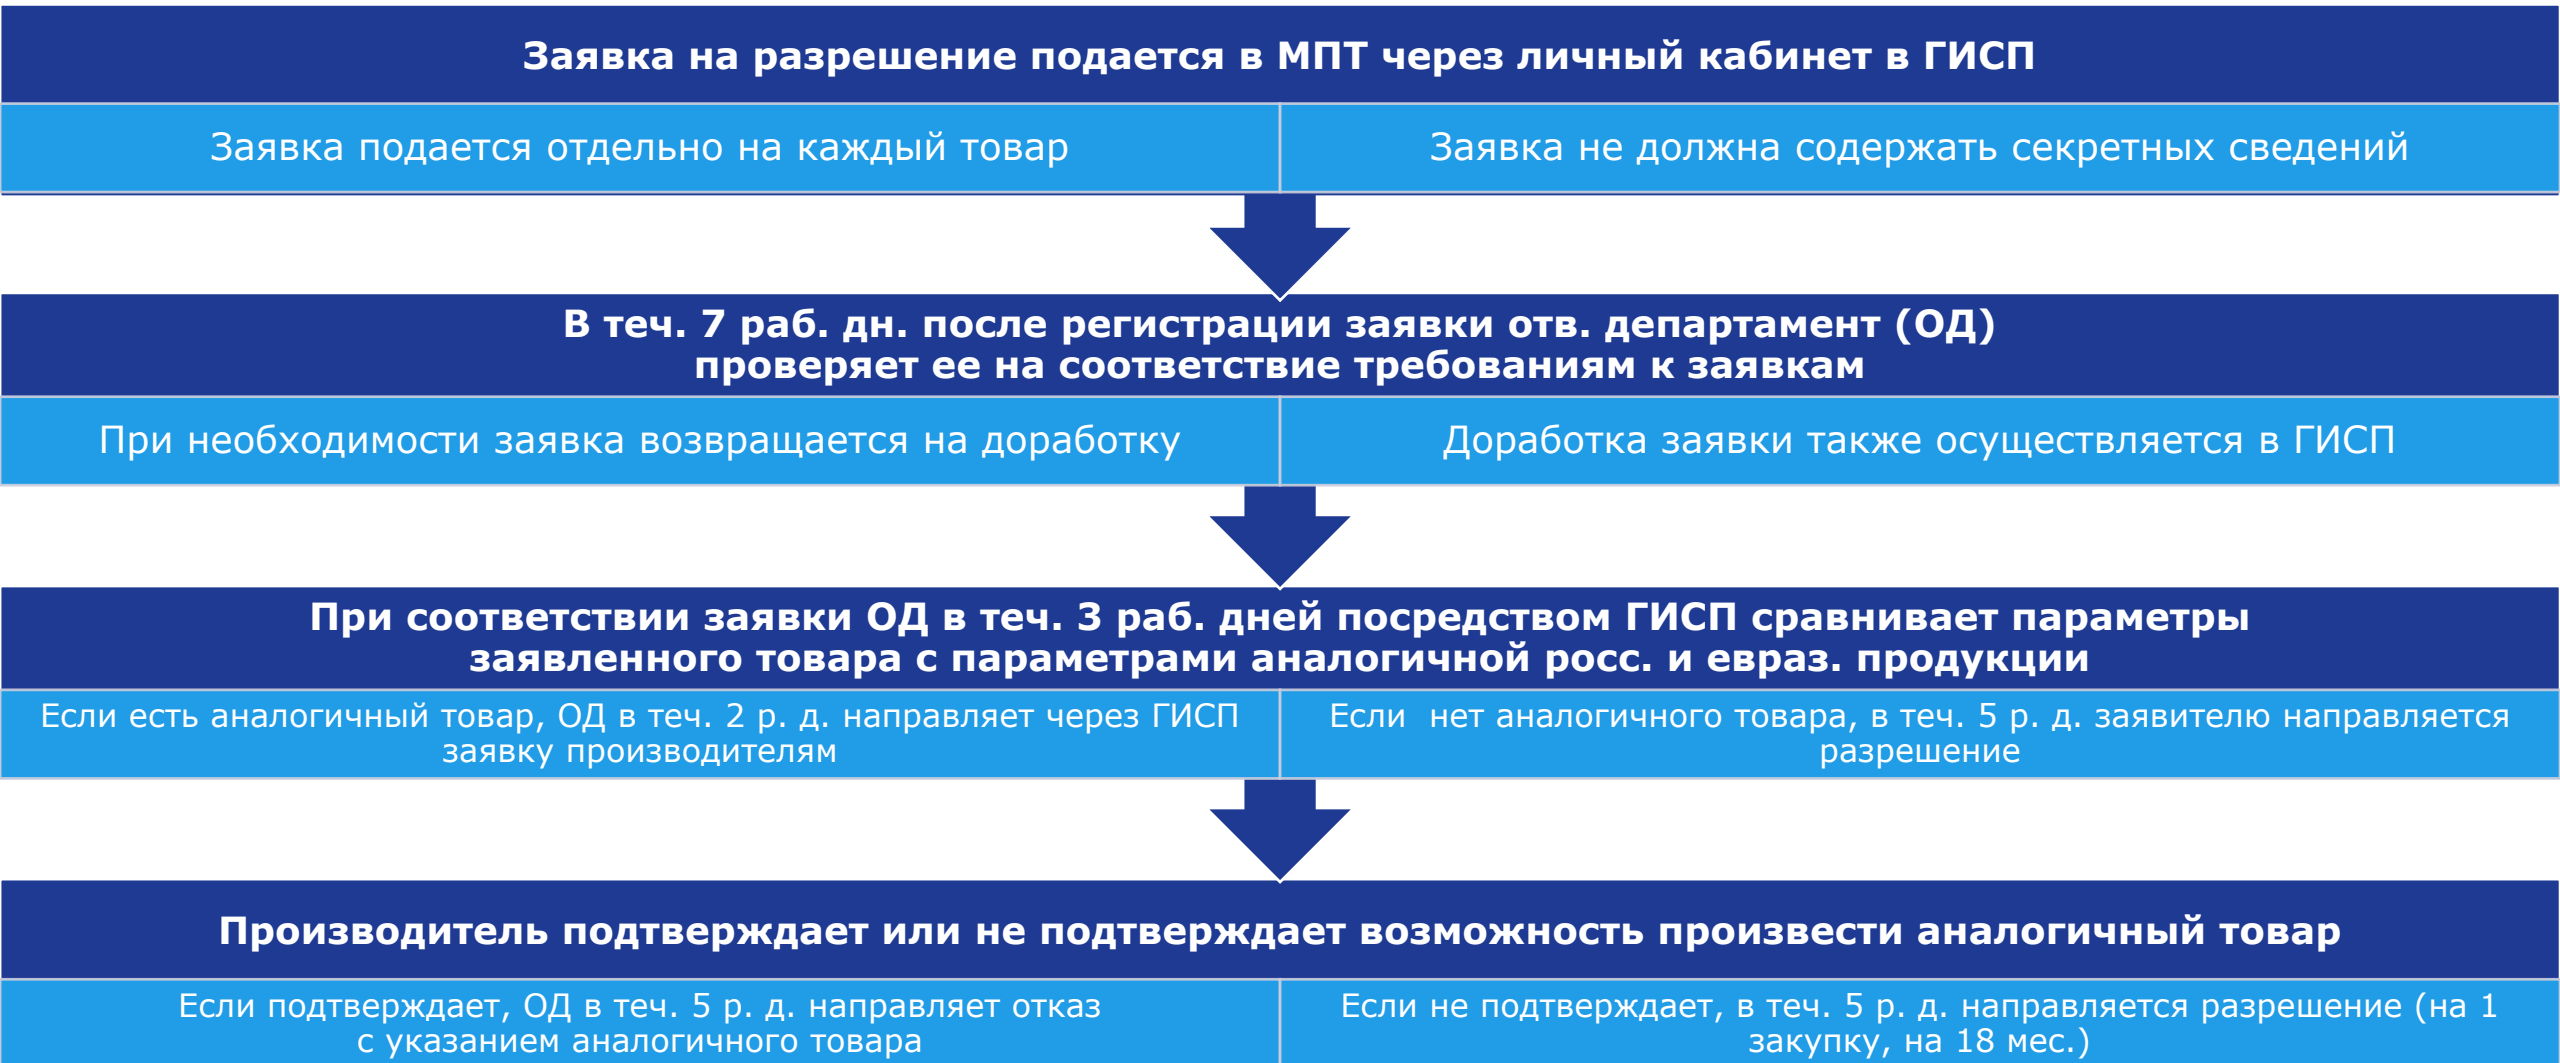 Заявка на разрешение подается в МПТ через личный кабинет в ГИСП
Заявка подается отдельно на каждый товар
Заявка не должна содержать секретных сведений
В теч. 7 раб. дн. после регистрации заявки отв. департамент (ОД)
проверяет ее на соответствие требованиям к заявкам
При необходимости заявка возвращается на доработку
Доработка заявки также осуществляется в ГИСП
При соответствии заявки ОД в теч. 3 раб. дней посредством ГИСП сравнивает параметры
заявленного товара с параметрами аналогичной росс. и евраз. продукции
Если есть аналогичный товар, ОД в теч. 2 р. д. направляет через ГИСП
заявку производителям
Если нет аналогичного товара, в теч. 5 р. д. заявителю направляется
разрешение
Производитель подтверждает или не подтверждает возможность произвести аналогичный товар
Если подтверждает, ОД в теч. 5 р. д. направляет отказ
с указанием аналогичного товара
Если не подтверждает, в теч. 5 р. д. направляется разрешение (на 1
закупку, на 18 мес.)